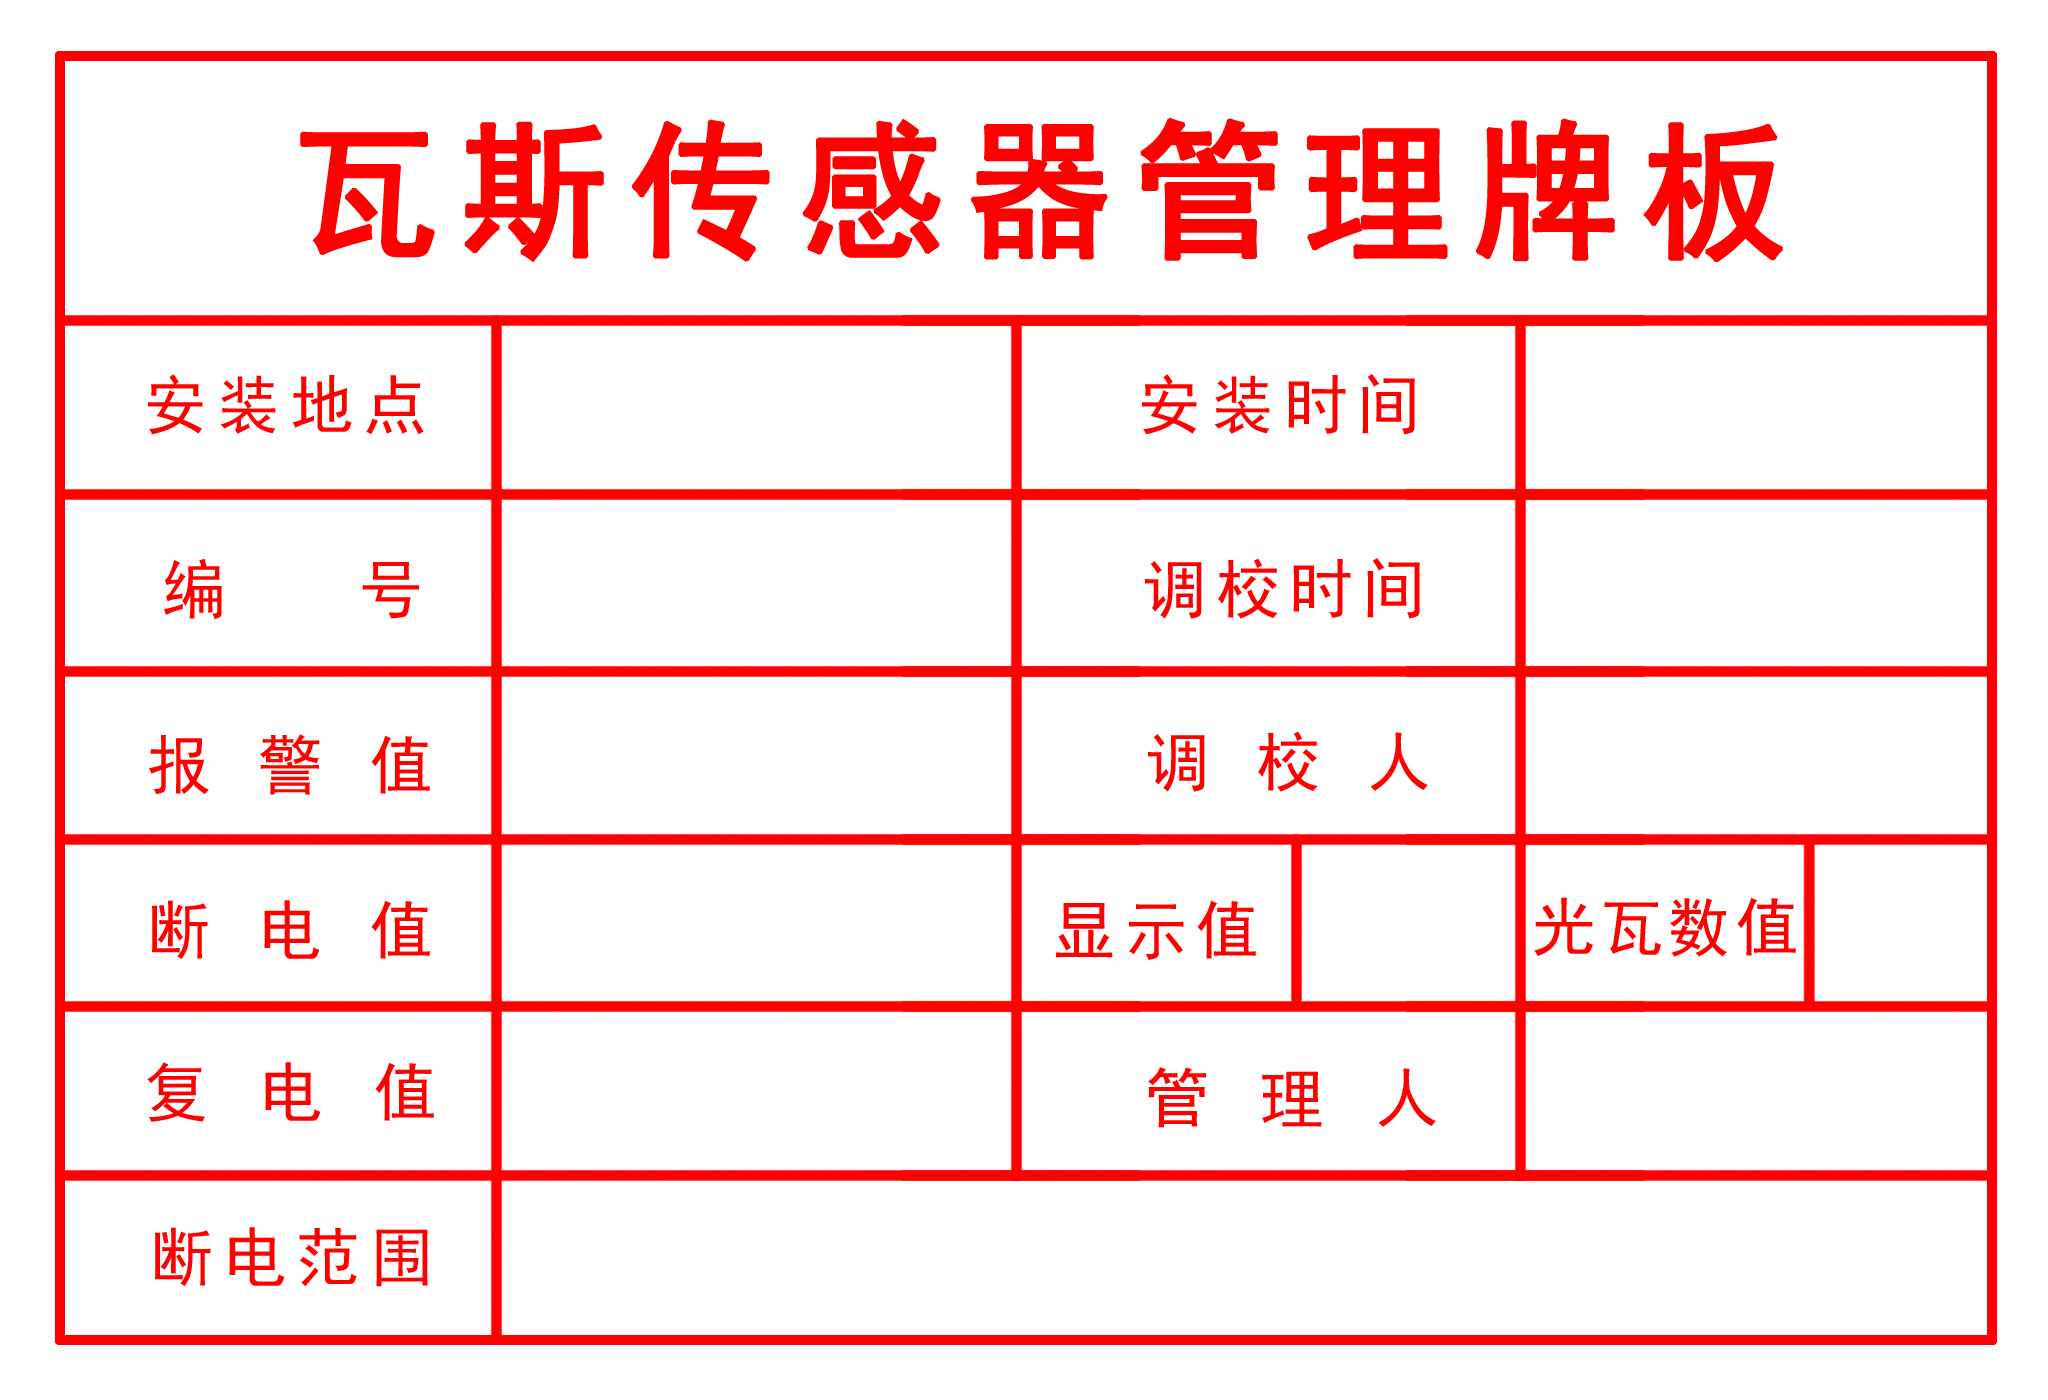 瓦斯传感器管理牌板
安装地点 安装时间
编 号 调校时间
报 警 值 调 校 人
断 电 值 显示值 光瓦数值
复 电 值 管 理 人
断电范围